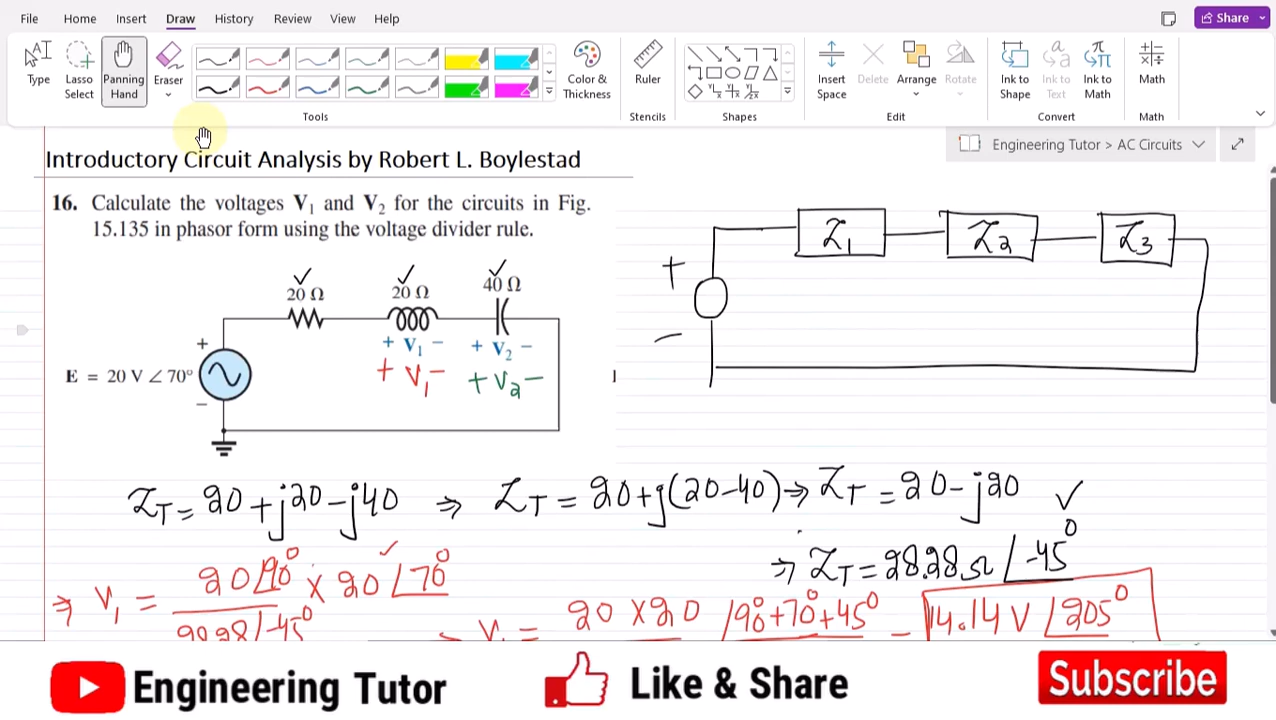 File Home Insert Draw History Review View Help Share
Type Lasso Select Panning Hand Eraser Color & Thickness Ruler Insert Space Delete Arrange Rotate Ink to Shape Ink to Text Ink to Math Math
Tools Stencils Shapes Edit Convert Math
Introductory Circuit Analysis by Robert L. Boylestad
Engineering Tutor > AC Circuits
16. Calculate the voltages V₁ and V₂ for the circuits in Fig.
15.135 in phasor form using the voltage divider rule.
Z₁ Z₂ Z₃
20 Ω 20 Ω 40 Ω
+ V₁ − + V₂ −
E = 20 V ∠ 70°
+ V₁ − + V₂ −
Z_T = 20 + j20 - j40 ⇒ Z_T = 20 + j(20-40) ⇒ Z_T = 20 - j20 ✓
⇒ Z_T = 28.28 Ω ∠-45°
⇒ V₁ = 20∠90° × 20∠70°
28.28∠-45°
V₁ = 20 × 20 ∠90°+70°+45° = 14.14 V ∠205°
Engineering Tutor Like & Share Subscribe